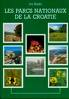 LES PARCS NATIONAUX
DE LA CROATIE